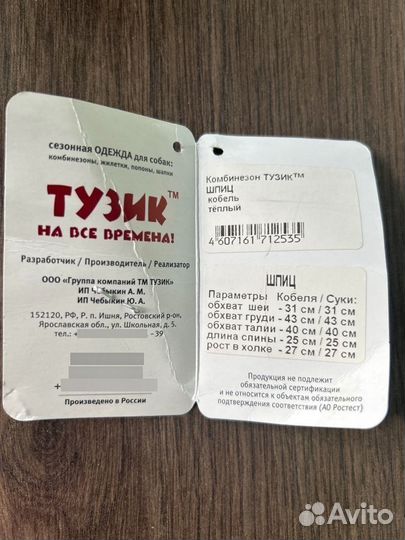 сезонная ОДЕЖДА для собак:
комбинезоны, жилетки, попоны, шапки
ТУЗИК™
НА ВСЕ ВРЕМЕНА!
Разработчик / Производитель / Реализатор
ООО «Группа компаний ТМ ТУЗИК»
ИП Чебыкин А. М.
ИП Чебыкин Ю. А.
152120, РФ, Р. п. Ишня, Ростовский р-он,
Ярославская обл., ул. Школьная, д. 5.
тел.: + -39
+
Произведено в России
Комбинезон ТУЗИК™
ШПИЦ
кобель
тёплый
4 607161 712535
ШПИЦ
Параметры Кобеля / Суки:
обхват шеи - 31 см / 31 см
обхват груди - 43 см / 43 см
обхват талии - 40 см / 40 см
длина спины - 25 см / 25 см
рост в холке - 27 см / 27 см
Продукция не подлежит
обязательной сертификации
и не относится к объектам обязательного
подтверждения соответствия (АО Ростест)
Avito